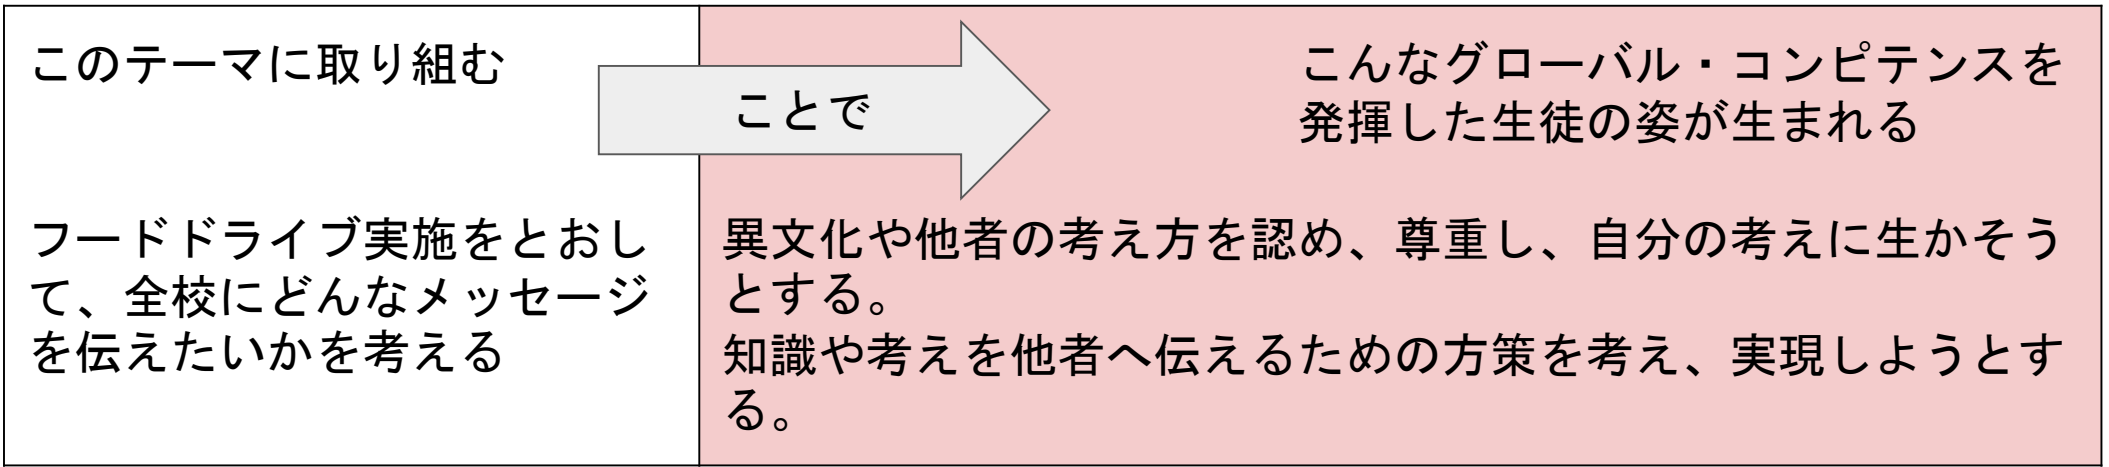 このテーマに取り組む
ことで
こんなグローバル・コンピテンスを
発揮した生徒の姿が生まれる
フードドライブ実施をとおし
て、全校にどんなメッセージ
を伝えたいかを考える
異文化や他者の考え方を認め、尊重し、自分の考えに生かそう
とする。
知識や考えを他者へ伝えるための方策を考え、実現しようとす
る。